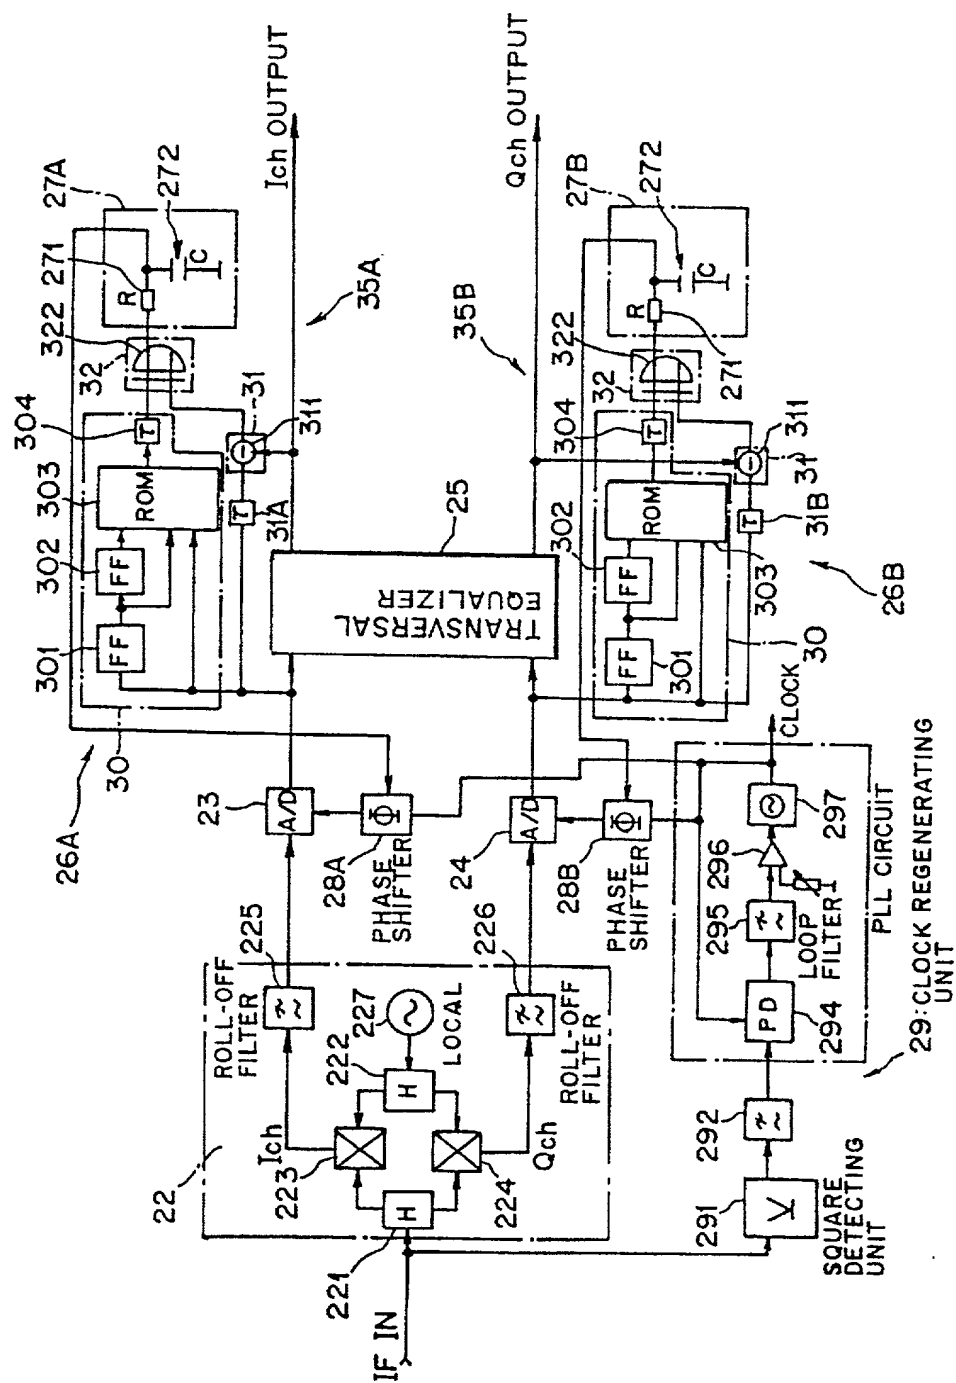 IF IN
22
221
H
Ich
223
224
Qch
222
H
227
LOCAL
ROLL-OFF
FILTER
225
226
ROLL-OFF
FILTER
26A
23
A/D
28A
Φ
PHASE
SHIFTER
24
A/D
28B
Φ
PHASE
SHIFTER
30
301
FF
302
FF
303
ROM
304
T
31A
T
32
322
31
311
27A
271
R
272
C
TRANSVERSAL
EQUALIZER
25
35A
Ich OUTPUT
35B
Qch OUTPUT
301
FF
302
FF
303
ROM
304
T
31B
T
30
26B
32
322
31
311
27B
271
R
272
C
291
SQUARE
DETECTING
UNIT
292
294
PD
295
LOOP
FILTER
296
297
CLOCK
PLL CIRCUIT
29:CLOCK REGENERATING
UNIT